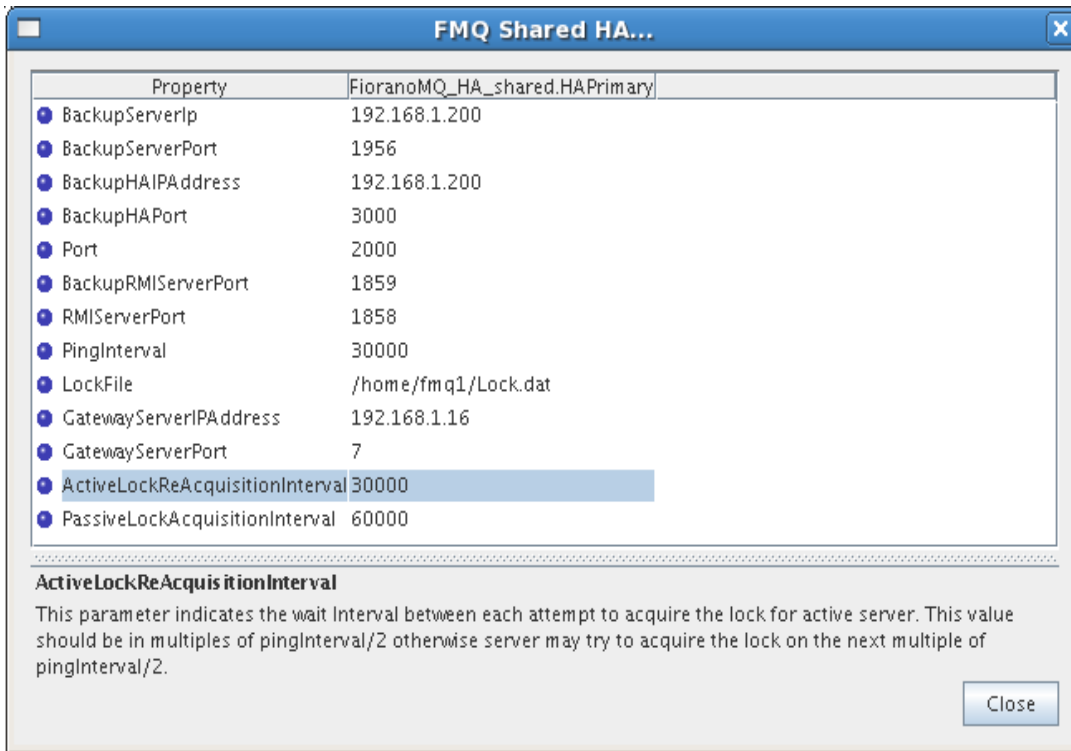 FMQ Shared HA...
Property FioranoMQ_HA_shared.HAPrimary
BackupServerIp 192.168.1.200
BackupServerPort 1956
BackupHAIPAddress 192.168.1.200
BackupHAPort 3000
Port 2000
BackupRMIServerPort 1859
RMIServerPort 1858
PingInterval 30000
LockFile /home/fmq1/Lock.dat
GatewayServerIPAddress 192.168.1.16
GatewayServerPort 7
ActiveLockReAcquisitionInterval 30000
PassiveLockAcquisitionInterval 60000
ActiveLockReAcquisitionInterval
This parameter indicates the wait Interval between each attempt to acquire the lock for active server. This value
should be in multiples of pingInterval/2 otherwise server may try to acquire the lock on the next multiple of
pingInterval/2.
Close